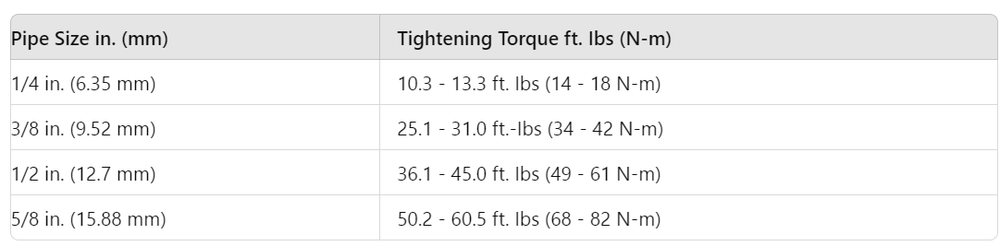 Pipe Size in. (mm) Tightening Torque ft. lbs (N-m)
1/4 in. (6.35 mm) 10.3 - 13.3 ft. lbs (14 - 18 N-m)
3/8 in. (9.52 mm) 25.1 - 31.0 ft.-lbs (34 - 42 N-m)
1/2 in. (12.7 mm) 36.1 - 45.0 ft. lbs (49 - 61 N-m)
5/8 in. (15.88 mm) 50.2 - 60.5 ft. lbs (68 - 82 N-m)